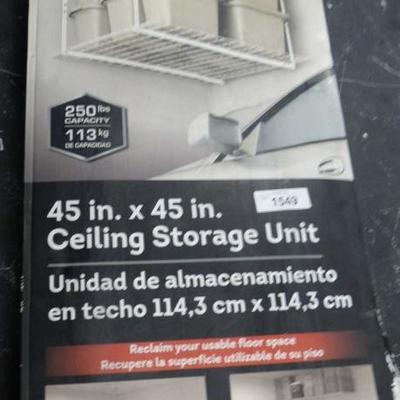 250 lbs
CAPACITY
113 kg
DE CAPACIDAD
45 in. x 45 in.
1549
Ceiling Storage Unit
Unidad de almacenamiento
en techo 114,3 cm x 114,3 cm
Reclaim your usable floor space
Recupere la superficie utilizable de su piso